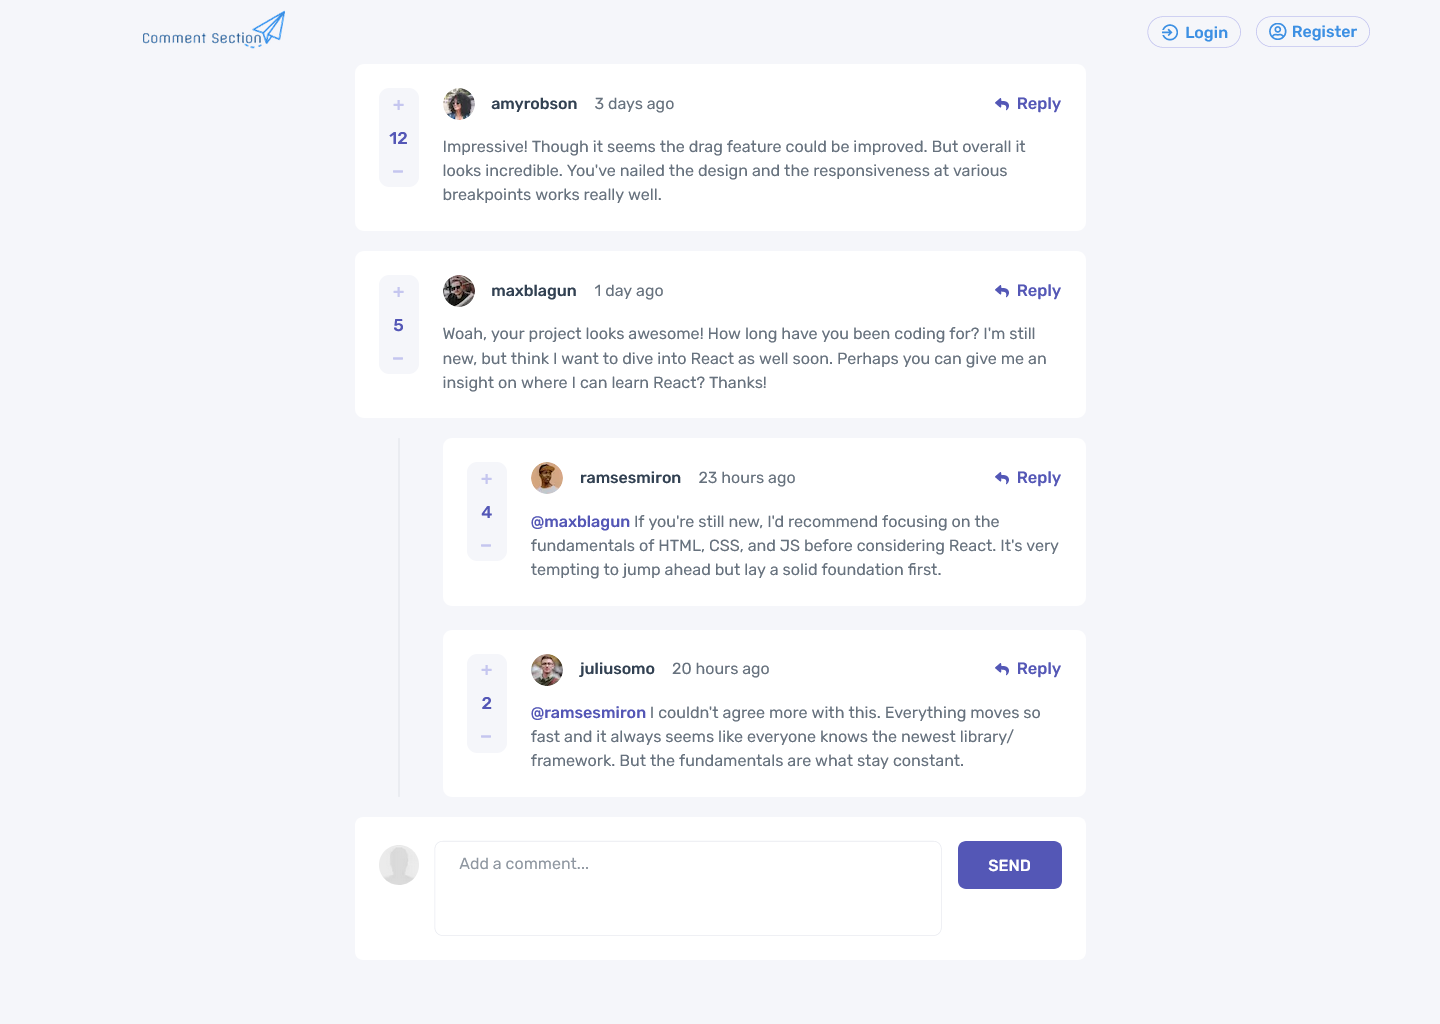 Comment Section
Login
Register
+
12
−
amyrobson 3 days ago
Reply
Impressive! Though it seems the drag feature could be improved. But overall it
looks incredible. You've nailed the design and the responsiveness at various
breakpoints works really well.
+
5
−
maxblagun 1 day ago
Reply
Woah, your project looks awesome! How long have you been coding for? I'm still
new, but think I want to dive into React as well soon. Perhaps you can give me an
insight on where I can learn React? Thanks!
+
4
−
ramsesmiron 23 hours ago
Reply
@maxblagun If you're still new, I'd recommend focusing on the
fundamentals of HTML, CSS, and JS before considering React. It's very
tempting to jump ahead but lay a solid foundation first.
+
2
−
juliusomo 20 hours ago
Reply
@ramsesmiron I couldn't agree more with this. Everything moves so
fast and it always seems like everyone knows the newest library/
framework. But the fundamentals are what stay constant.
Add a comment...
SEND